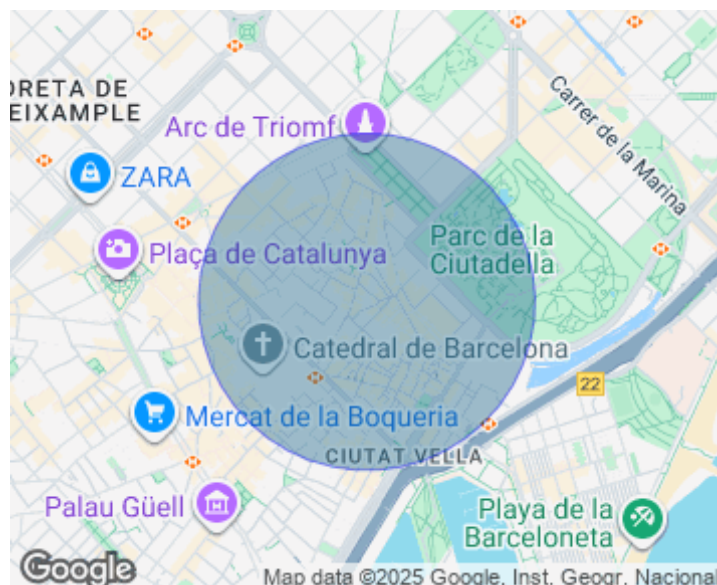 DRETA DE
EIXAMPLE
Arc de Triomf
Carrer de la Marina
ZARA
Plaça de Catalunya
Parc de la
Ciutadella
Catedral de Barcelona
22
Mercat de la Boqueria
CIUTAT VELLA
Palau Güell
Playa de la
Barceloneta
Google
Map data ©2025 Google, Inst. Geogr. Nacional